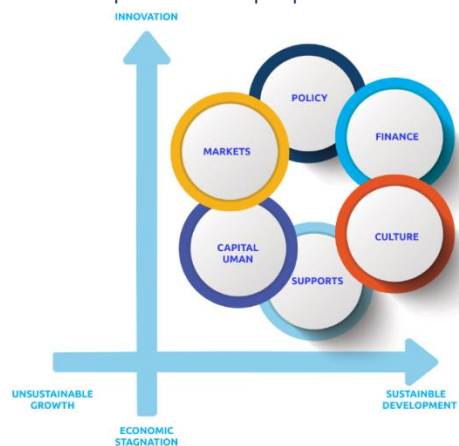 INNOVATION
POLICY
FINANCE
MARKETS
CULTURE
CAPITAL
UMAN
SUPPORTS
UNSUSTAINABLE
GROWTH
SUSTAINBLE
DEVELOPMENT
ECONOMIC
STAGNATION